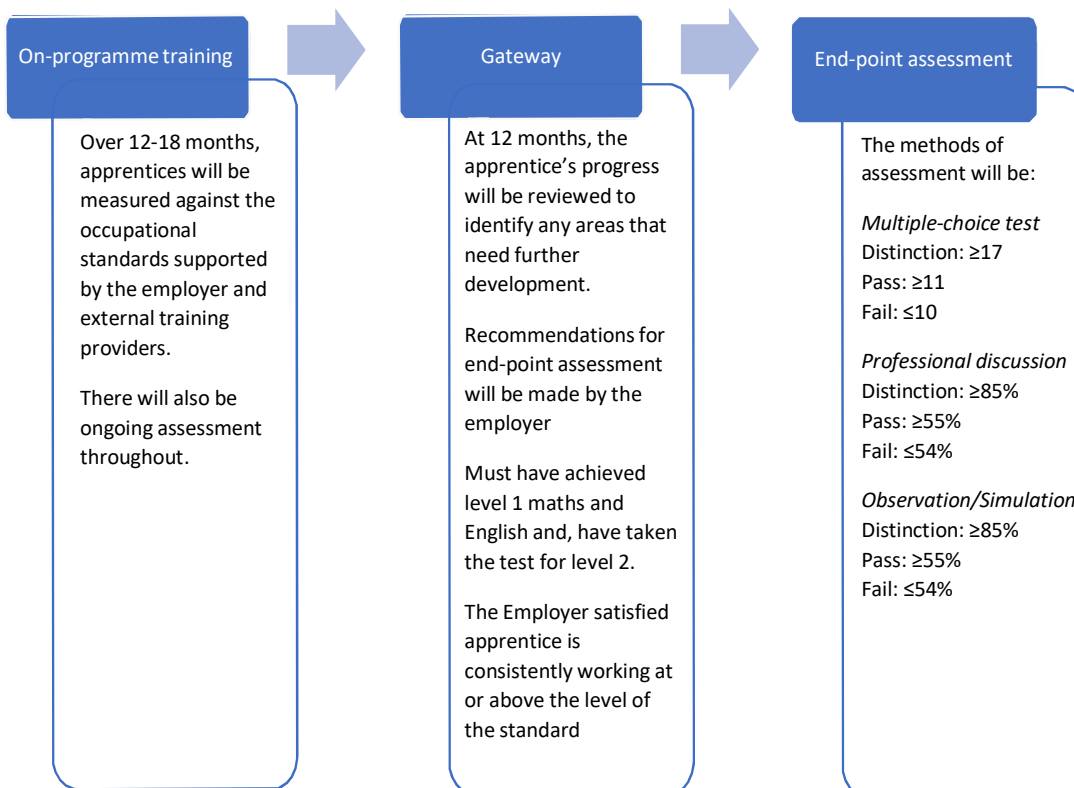 On-programme training
Over 12-18 months,
apprentices will be
measured against the
occupational
standards supported
by the employer and
external training
providers.
There will also be
ongoing assessment
throughout.
Gateway
At 12 months, the
apprentice’s progress
will be reviewed to
identify any areas that
need further
development.
Recommendations for
end-point assessment
will be made by the
employer
Must have achieved
level 1 maths and
English and, have taken
the test for level 2.
The Employer satisfied
apprentice is
consistently working at
or above the level of
the standard
End-point assessment
The methods of
assessment will be:
Multiple-choice test
Distinction: ≥17
Pass: ≥11
Fail: ≤10
Professional discussion
Distinction: ≥85%
Pass: ≥55%
Fail: ≤54%
Observation/Simulation
Distinction: ≥85%
Pass: ≥55%
Fail: ≤54%